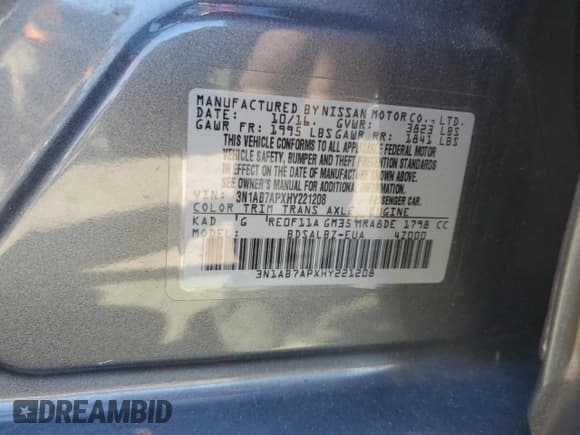 MANUFACTURED BY NISSAN MOTOR CO., LTD.
DATE: 10/16 GVWR: 3823 LBS
GAWR FR: 1995 LBS GAWR RR: 1841 LBS
THIS VEHICLE CONFORMS TO ALL APPLICABLE FEDERAL MOTOR
VEHICLE SAFETY, BUMPER AND THEFT PREVENTION STANDARDS
IN EFFECT ON THE DATE OF MANUFACTURE SHOWN ABOVE.
SEE OWNER'S MANUAL FOR ADDITIONAL INFORMATION
VIN: 3N1AB7APXHY221208 PASSENGER CAR.
COLOR TRIM TRANS AXLE ENGINE
KAD G RE0F11A GM35 MRA8DE 1798 CC
MODEL: BDSALBZ-EUA 42000
3N1AB7APXHY221208
DREAMBID